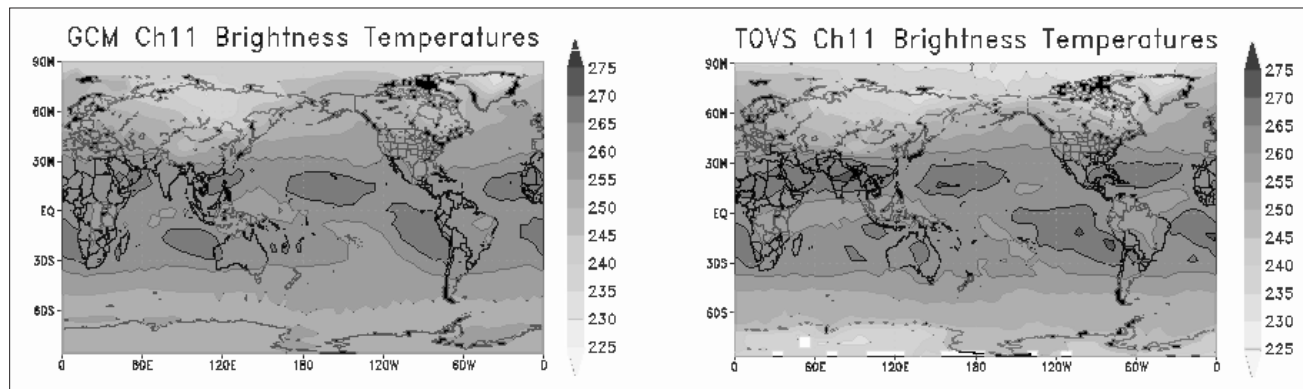 GCM Ch11 Brightness Temperatures
90N
60N
30N
EQ
30S
60S
0 60E 120E 180 120W 60W 0
275
270
265
260
255
250
245
240
235
230
225
TOVS Ch11 Brightness Temperatures
90N
60N
30N
EQ
30S
60S
0 60E 120E 180 120W 60W 0
275
270
265
260
255
250
245
240
235
230
225